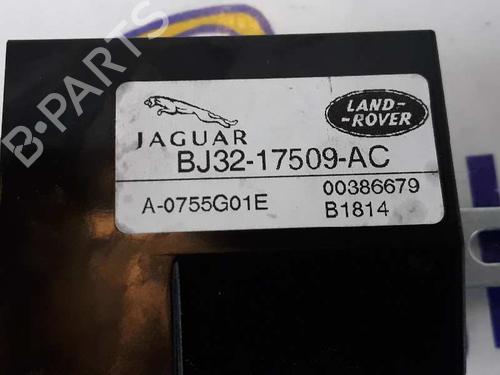 JAGUAR
LAND-
-ROVER
BJ32-17509-AC
A-0755G01E
00386679
B1814
B-PARTS